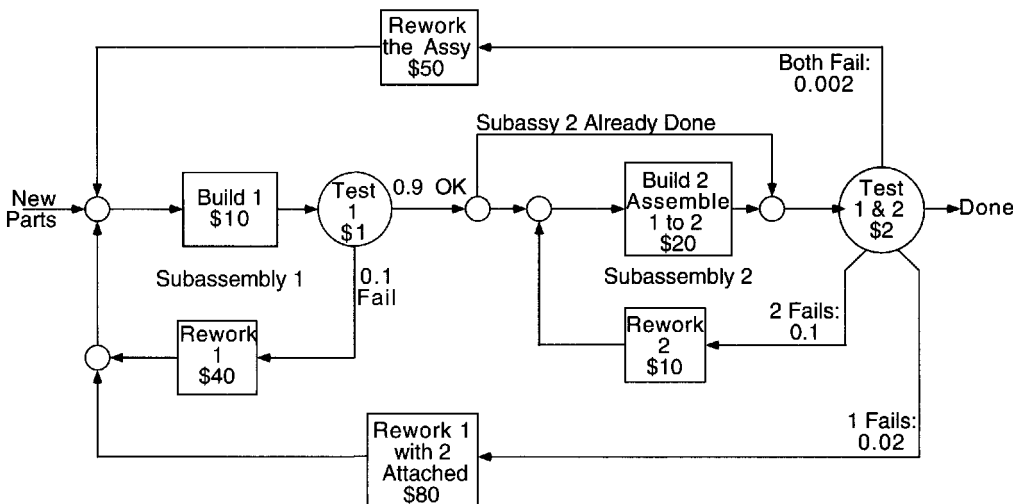 Rework
the Assy
$50
Both Fail:
0.002
Subassy 2 Already Done
New
Parts
Build 1
$10
Test
1
$1
0.9 OK
Build 2
Assemble
1 to 2
$20
Test
1 & 2
$2
Done
Subassembly 1
0.1
Fail
Subassembly 2
Rework
1
$40
Rework
2
$10
2 Fails:
0.1
Rework 1
with 2
Attached
$80
1 Fails:
0.02